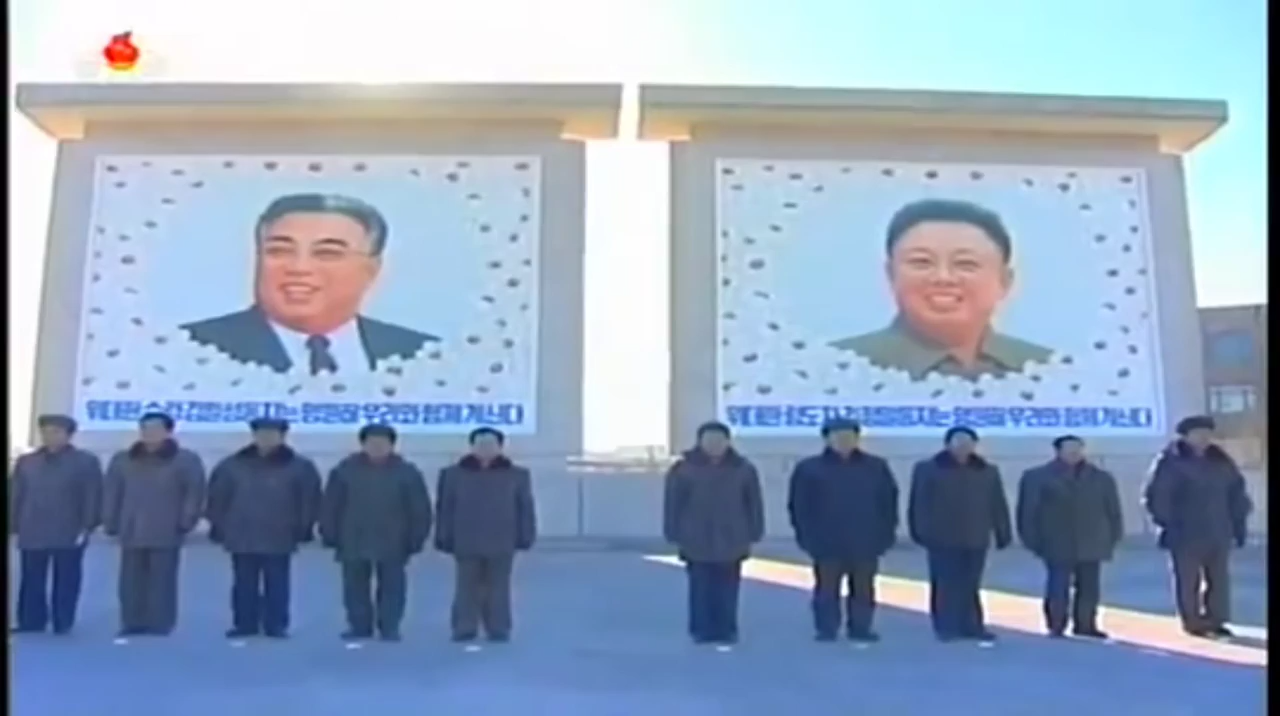 위대한 수령 김일성동지는 영원히 우리와 함께 계신다
위대한 령도자 김정일동지는 영원히 우리와 함께 계신다